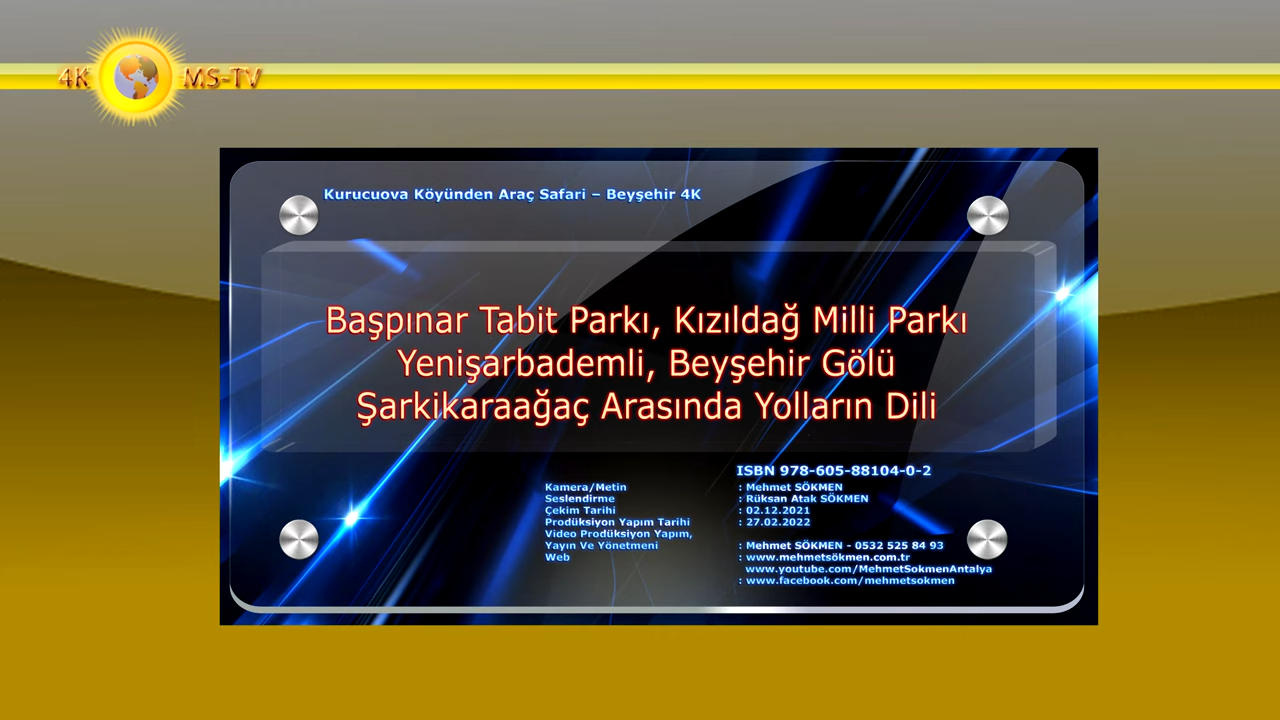 4K MS-TV
Kurucuova Köyünden Araç Safari – Beyşehir 4K
Başpınar Tabit Parkı, Kızıldağ Milli Parkı
Yenişarbademli, Beyşehir Gölü
Şarkikaraağaç Arasında Yolların Dili
ISBN 978-605-88104-0-2
Kamera/Metin : Mehmet SÖKMEN
Seslendirme : Rüksan Atak SÖKMEN
Çekim Tarihi : 02.12.2021
Prodüksiyon Yapım Tarihi : 27.02.2022
Video Prodüksiyon Yapım,
Yayın Ve Yönetmeni : Mehmet SÖKMEN - 0532 525 84 93
Web : www.mehmetsökmen.com.tr
www.youtube.com/MehmetSokmenAntalya
: www.facebook.com/mehmetsokmen